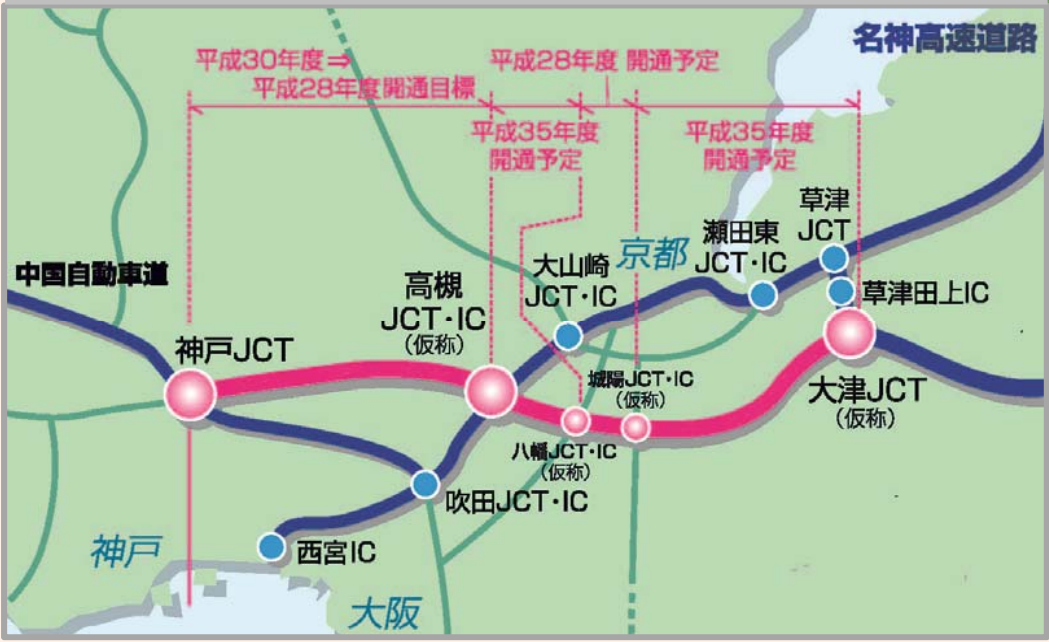 名神高速道路
平成30年度⇒
平成28年度開通目標
平成28年度 開通予定
平成35年度
開通予定
平成35年度
開通予定
草津
JCT
瀬田東
JCT・IC
京都
大山崎
JCT・IC
中国自動車道
高槻
JCT・IC
(仮称)
草津田上IC
神戸JCT
城陽JCT・IC
(仮称)
大津JCT
(仮称)
八幡JCT・IC
(仮称)
吹田JCT・IC
神戸
西宮IC
大阪